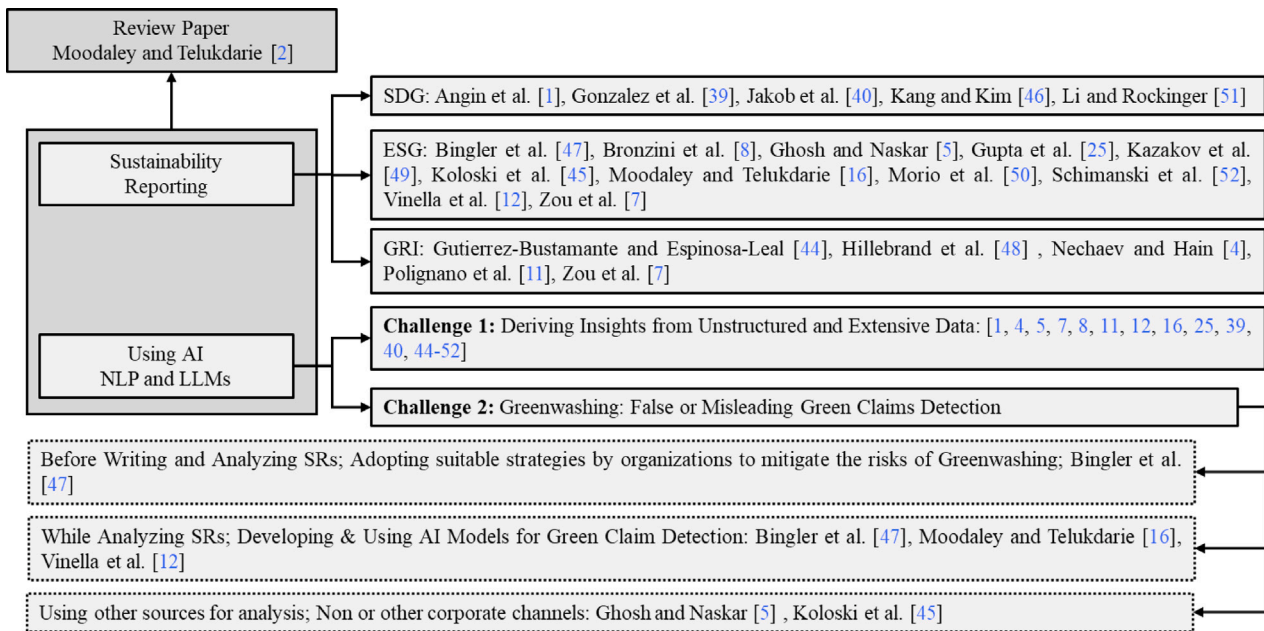 Review Paper
Moodaley and Telukdarie [2]
SDG: Angin et al. [1], Gonzalez et al. [39], Jakob et al. [40], Kang and Kim [46], Li and Rockinger [51]
Sustainability
Reporting
ESG: Bingler et al. [47], Bronzini et al. [8], Ghosh and Naskar [5], Gupta et al. [25], Kazakov et al.
[49], Koloski et al. [45], Moodaley and Telukdarie [16], Morio et al. [50], Schimanski et al. [52],
Vinella et al. [12], Zou et al. [7]
GRI: Gutierrez-Bustamante and Espinosa-Leal [44], Hillebrand et al. [48] , Nechaev and Hain [4],
Polignano et al. [11], Zou et al. [7]
Using AI
NLP and LLMs
Challenge 1: Deriving Insights from Unstructured and Extensive Data: [1, 4, 5, 7, 8, 11, 12, 16, 25, 39,
40, 44-52]
Challenge 2: Greenwashing: False or Misleading Green Claims Detection
Before Writing and Analyzing SRs; Adopting suitable strategies by organizations to mitigate the risks of Greenwashing; Bingler et al.
[47]
While Analyzing SRs; Developing & Using AI Models for Green Claim Detection: Bingler et al. [47], Moodaley and Telukdarie [16],
Vinella et al. [12]
Using other sources for analysis; Non or other corporate channels: Ghosh and Naskar [5] , Koloski et al. [45]